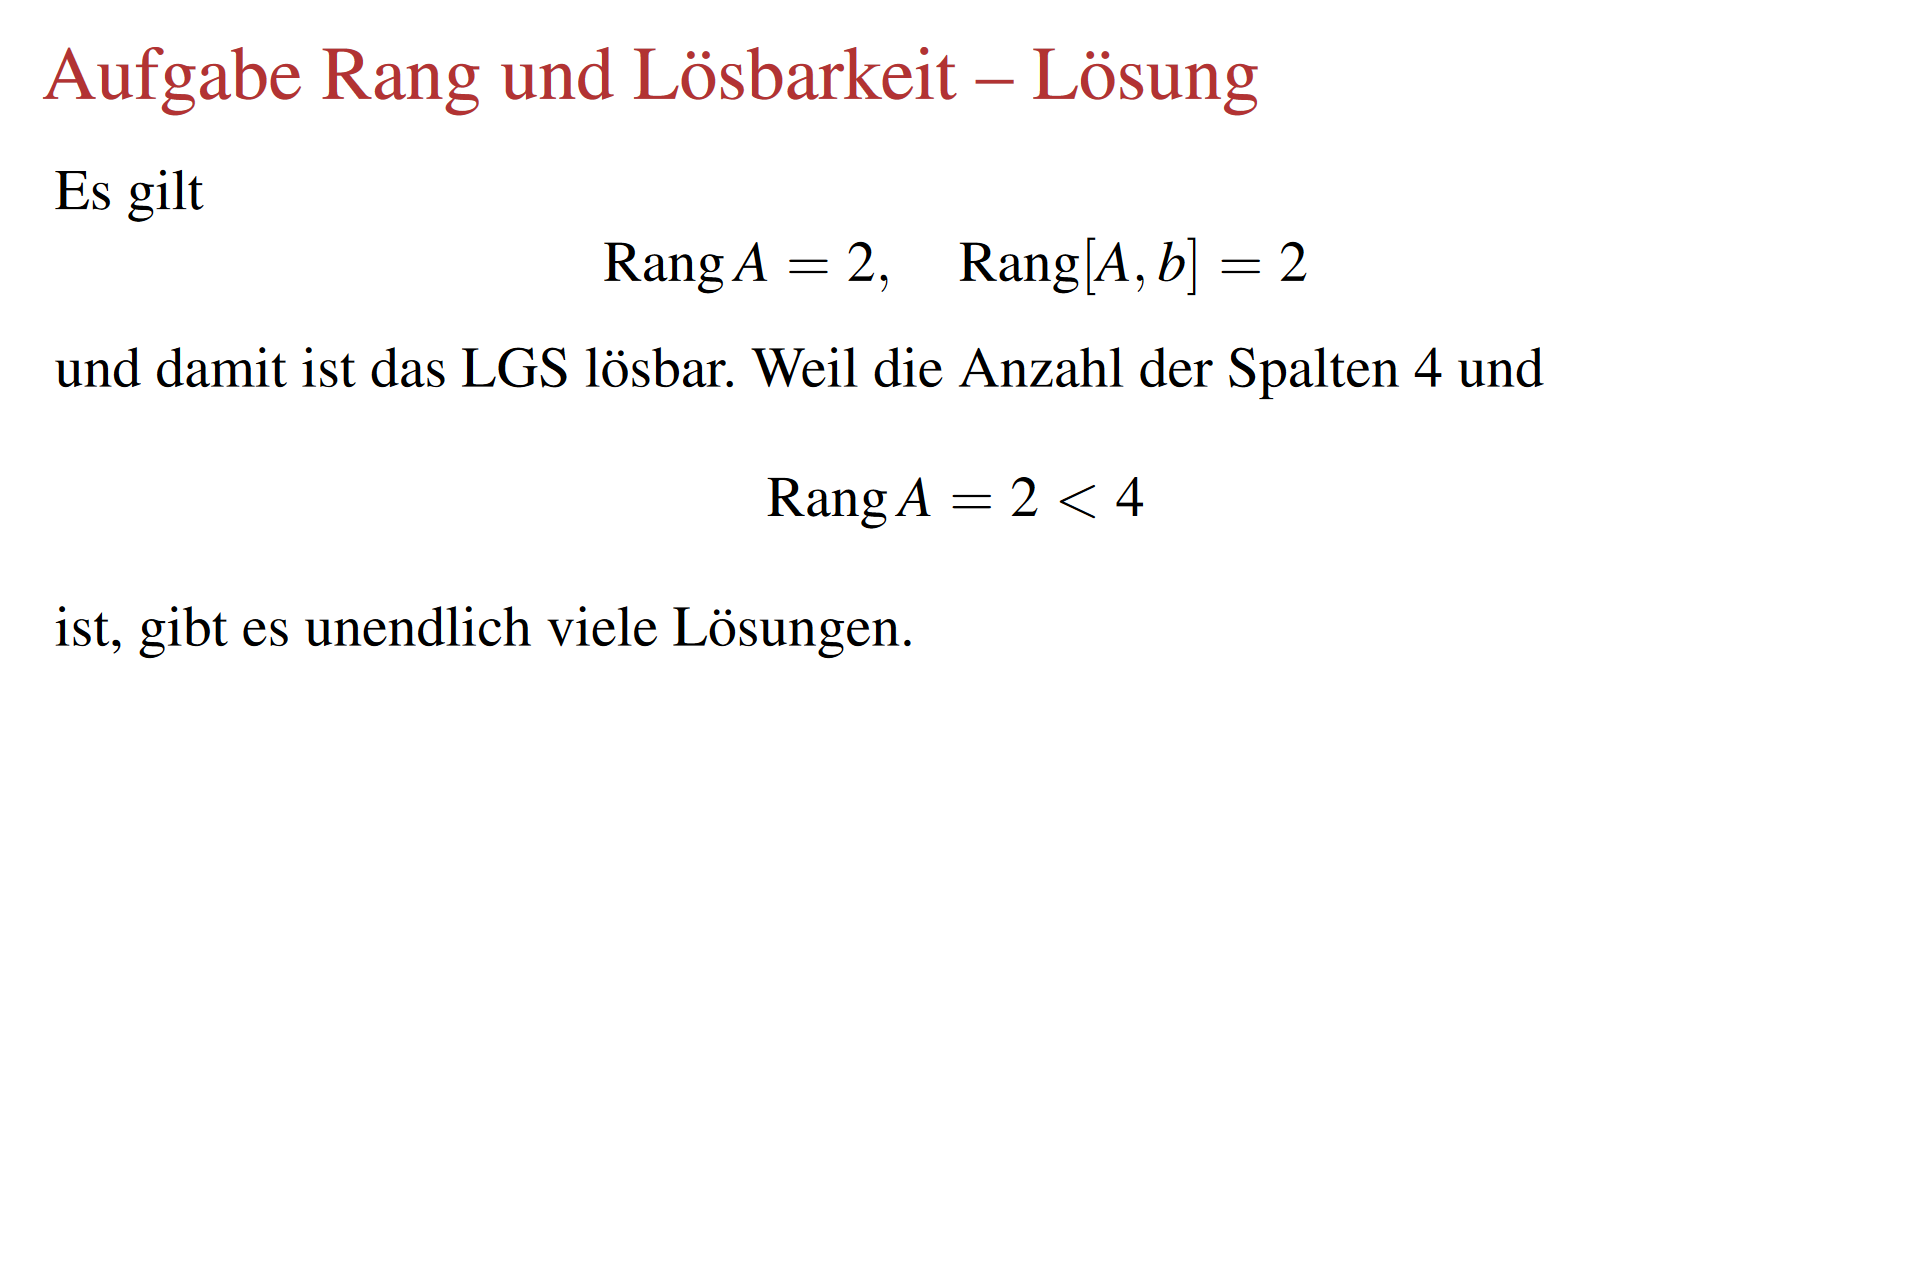 Aufgabe Rang und Lösbarkeit – Lösung
Es gilt
Rang A = 2, Rang[A, b] = 2
und damit ist das LGS lösbar. Weil die Anzahl der Spalten 4 und
Rang A = 2 < 4
ist, gibt es unendlich viele Lösungen.